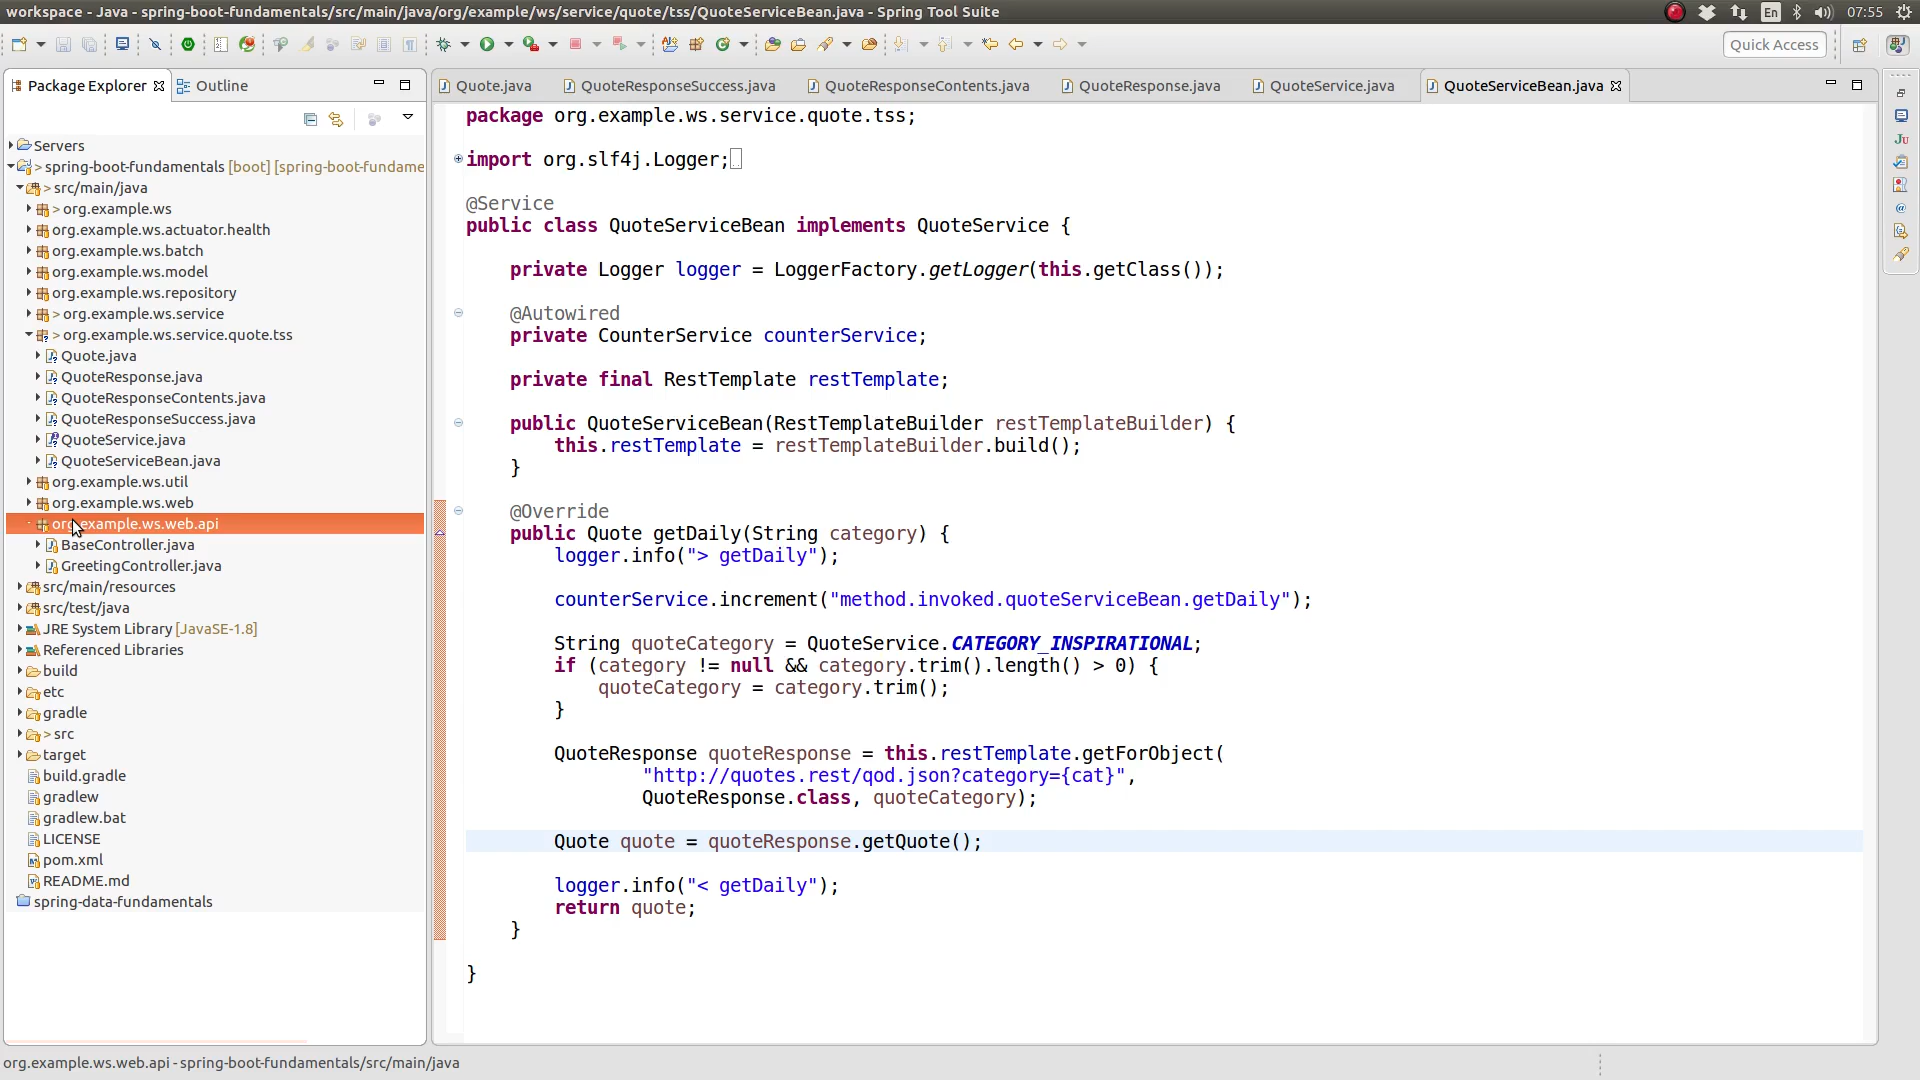 workspace - Java - spring-boot-fundamentals/src/main/java/org/example/ws/service/quote/tss/QuoteServiceBean.java - Spring Tool Suite
En
07:55
Quick Access
Package Explorer
Outline
Servers
> spring-boot-fundamentals [boot] [spring-boot-fundame
> src/main/java
> org.example.ws
org.example.ws.actuator.health
org.example.ws.batch
org.example.ws.model
org.example.ws.repository
> org.example.ws.service
> org.example.ws.service.quote.tss
Quote.java
QuoteResponse.java
QuoteResponseContents.java
QuoteResponseSuccess.java
QuoteService.java
QuoteServiceBean.java
org.example.ws.util
org.example.ws.web
org.example.ws.web.api
BaseController.java
GreetingController.java
src/main/resources
src/test/java
JRE System Library [JavaSE-1.8]
Referenced Libraries
build
etc
gradle
> src
target
build.gradle
gradlew
gradlew.bat
LICENSE
pom.xml
README.md
spring-data-fundamentals
Quote.java QuoteResponseSuccess.java QuoteResponseContents.java QuoteResponse.java QuoteService.java QuoteServiceBean.java
package org.example.ws.service.quote.tss;
import org.slf4j.Logger;
@Service
public class QuoteServiceBean implements QuoteService {
private Logger logger = LoggerFactory.getLogger(this.getClass());
@Autowired
private CounterService counterService;
private final RestTemplate restTemplate;
public QuoteServiceBean(RestTemplateBuilder restTemplateBuilder) {
this.restTemplate = restTemplateBuilder.build();
}
@Override
public Quote getDaily(String category) {
logger.info("> getDaily");
counterService.increment("method.invoked.quoteServiceBean.getDaily");
String quoteCategory = QuoteService.CATEGORY_INSPIRATIONAL;
if (category != null && category.trim().length() > 0) {
quoteCategory = category.trim();
}
QuoteResponse quoteResponse = this.restTemplate.getForObject(
"http://quotes.rest/qod.json?category={cat}",
QuoteResponse.class, quoteCategory);
Quote quote = quoteResponse.getQuote();
logger.info("< getDaily");
return quote;
}
}
Ju
@
org.example.ws.web.api - spring-boot-fundamentals/src/main/java